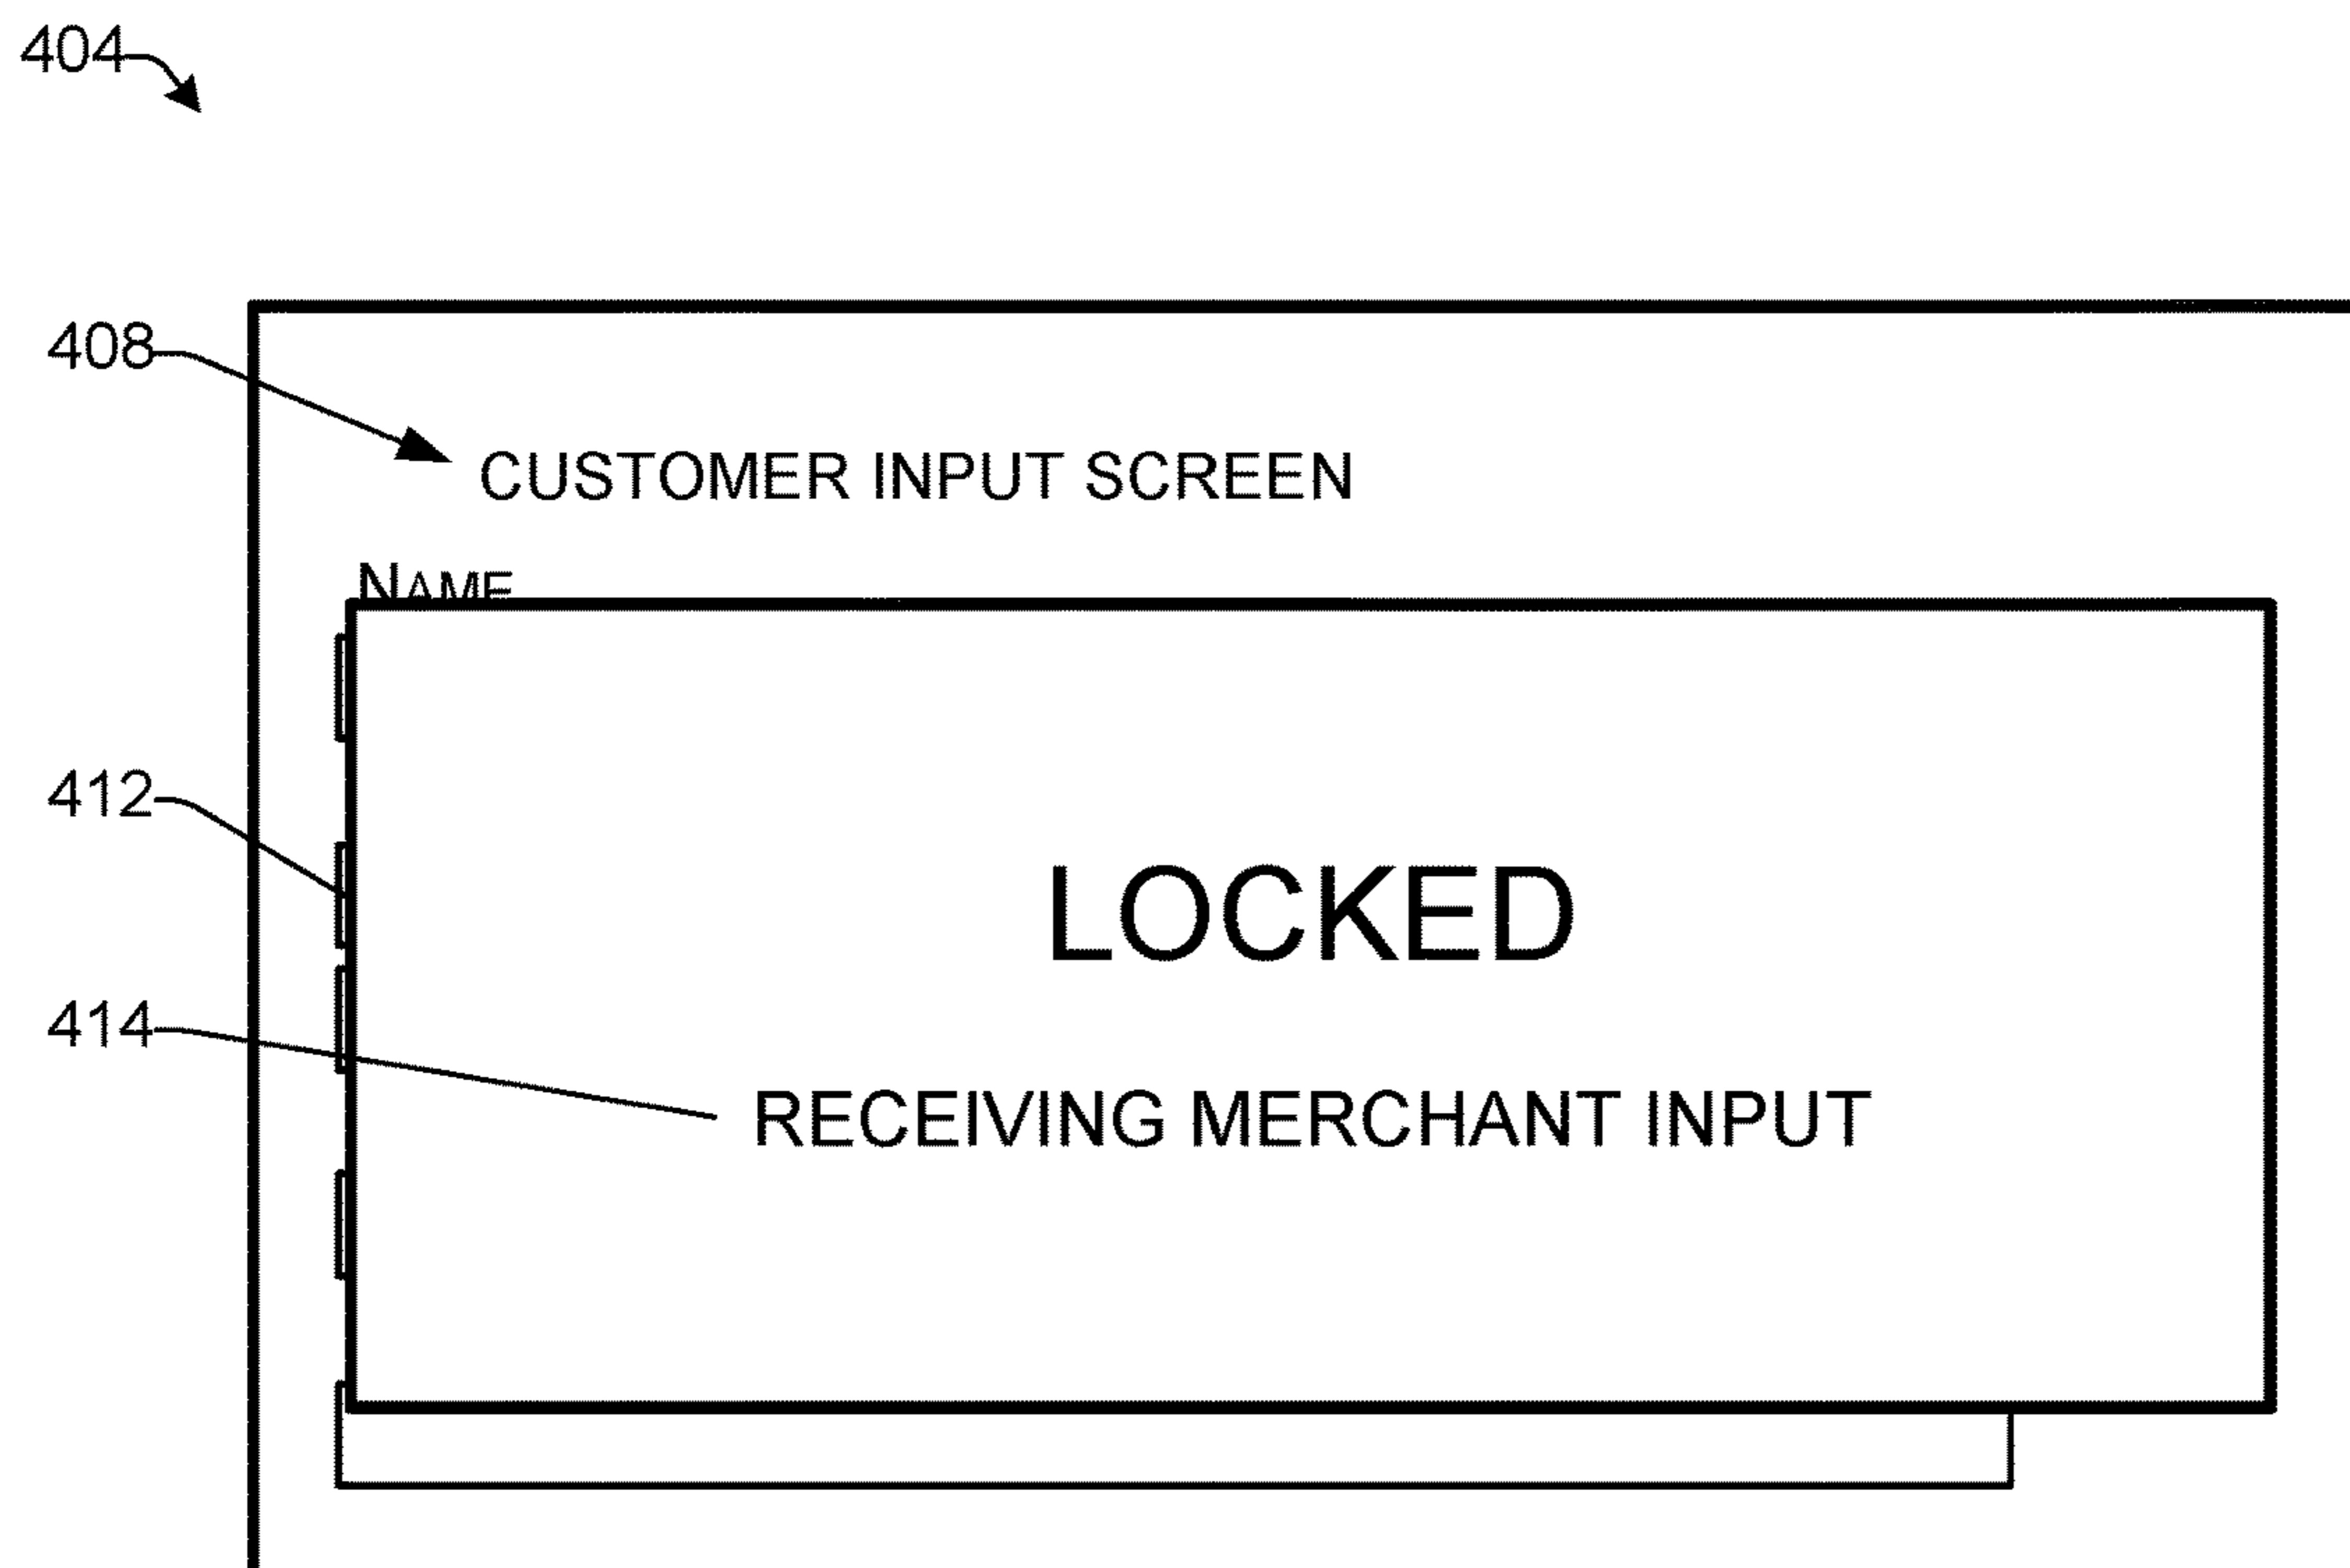 404
408
CUSTOMER INPUT SCREEN
NAME
412
LOCKED
414
RECEIVING MERCHANT INPUT